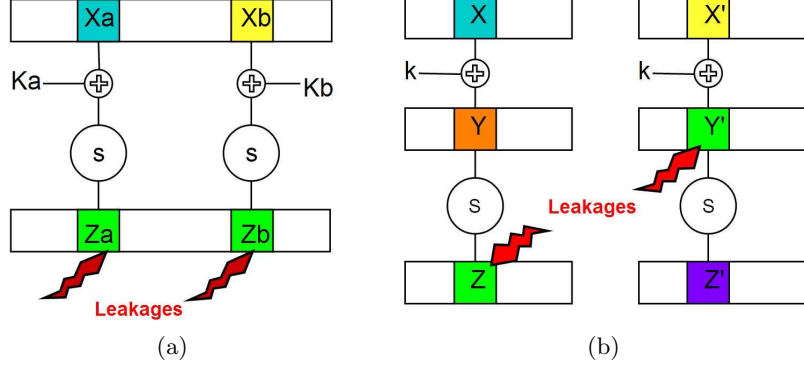 Xa Xb
Ka Kb
s s
Za Zb
Leakages
(a)
X X'
k k
Y Y'
S S
Leakages
Z Z'
(b)